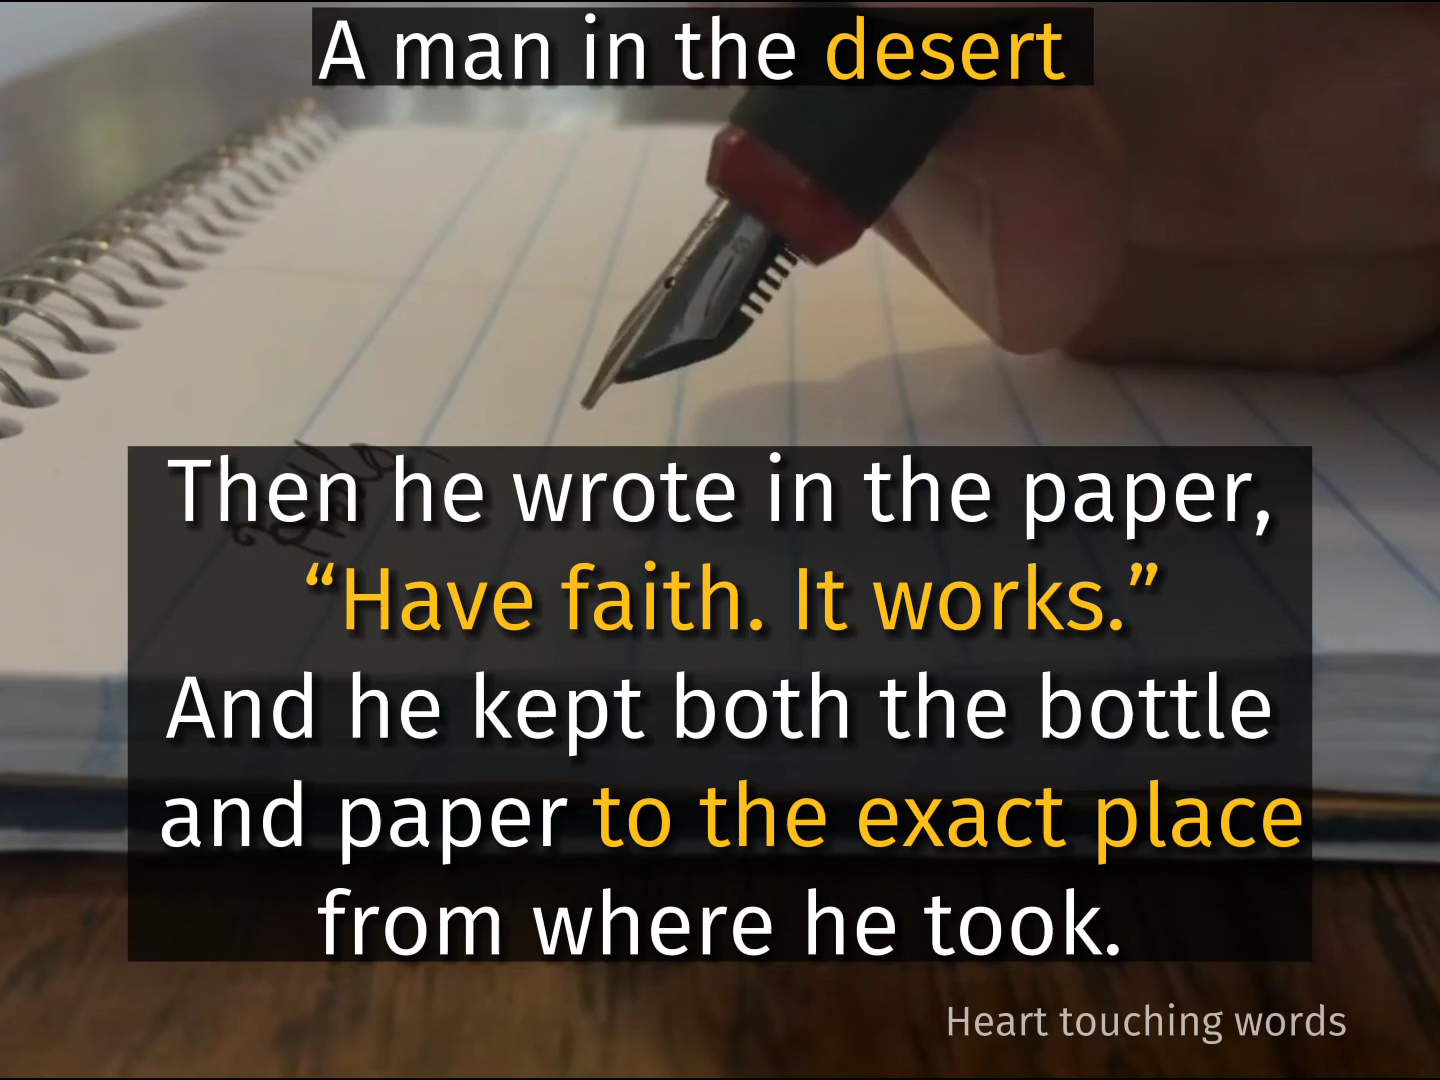 A man in the desert
Then he wrote in the paper,
“Have faith. It works.”
And he kept both the bottle
and paper to the exact place
from where he took.
Heart touching words